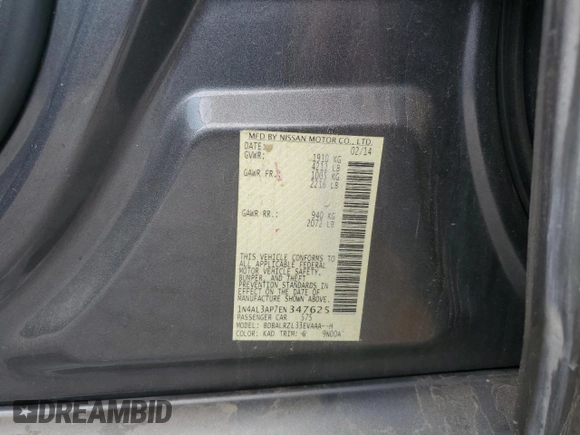 MFD BY NISSAN MOTOR CO., LTD.
DATE: 02/14
GVWR: 1910 KG
4211 LB
GAWR FR.: 1005 KG
2216 LB
GAWR RR.: 940 KG
2072 LB
THIS VEHICLE CONFORMS TO
ALL APPLICABLE FEDERAL
MOTOR VEHICLE SAFETY,
BUMPER, AND THEFT
PREVENTION STANDARDS IN
EFFECT ON THE DATE OF
MANUFACTURE SHOWN ABOVE.
1N4AL3AP7EN347625
PASSENGER CAR 575
MODEL:
COLOR: KAD TRIM: G
DREAMBID